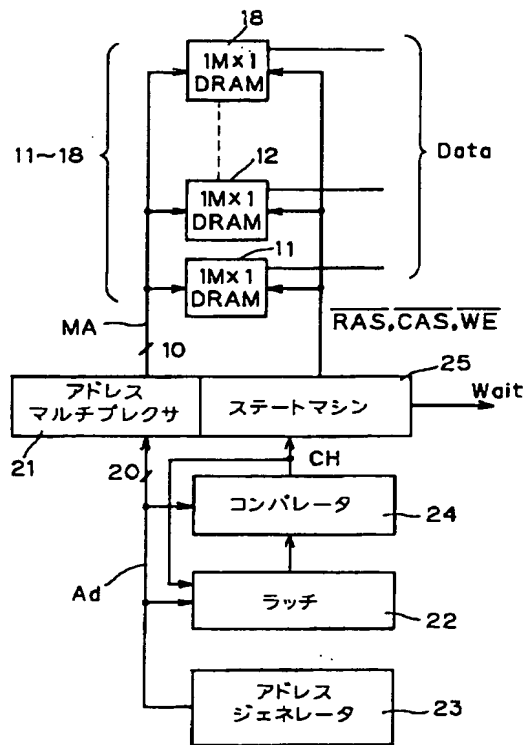 18
1M×1
DRAM
11~18
12
Data
1M×1
DRAM
11
1M×1
DRAM
MA
10
RAS,CAS,WE
25
アドレス
マルチプレクサ
ステートマシン
Wait
21
20
CH
コンパレータ
24
Ad
ラッチ
22
アドレス
ジェネレータ
23